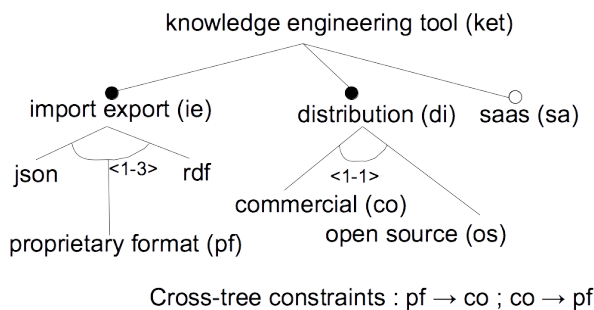 knowledge engineering tool (ket)
import export (ie)
distribution (di)
saas (sa)
json
<1-3>
rdf
<1-1>
commercial (co)
proprietary format (pf)
open source (os)
Cross-tree constraints : pf → co ; co → pf